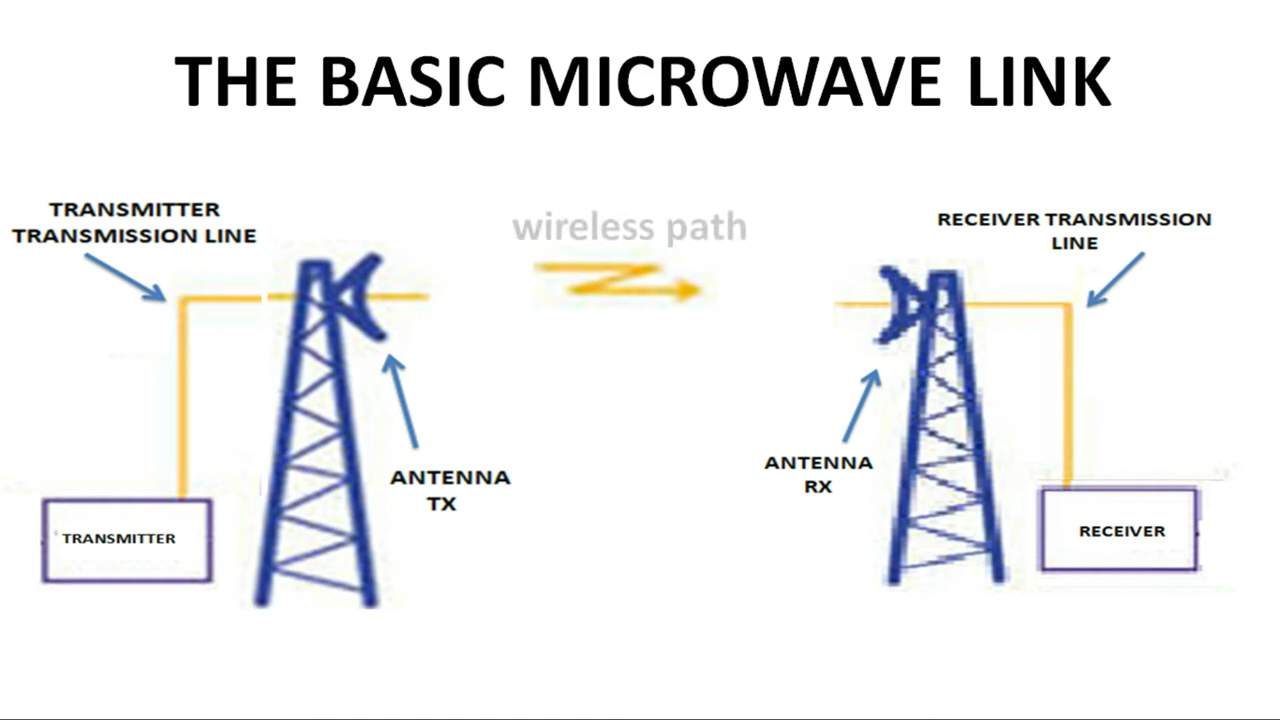 THE BASIC MICROWAVE LINK
TRANSMITTER
TRANSMISSION LINE
wireless path
RECEIVER TRANSMISSION
LINE
ANTENNA
TX
ANTENNA
RX
TRANSMITTER
RECEIVER